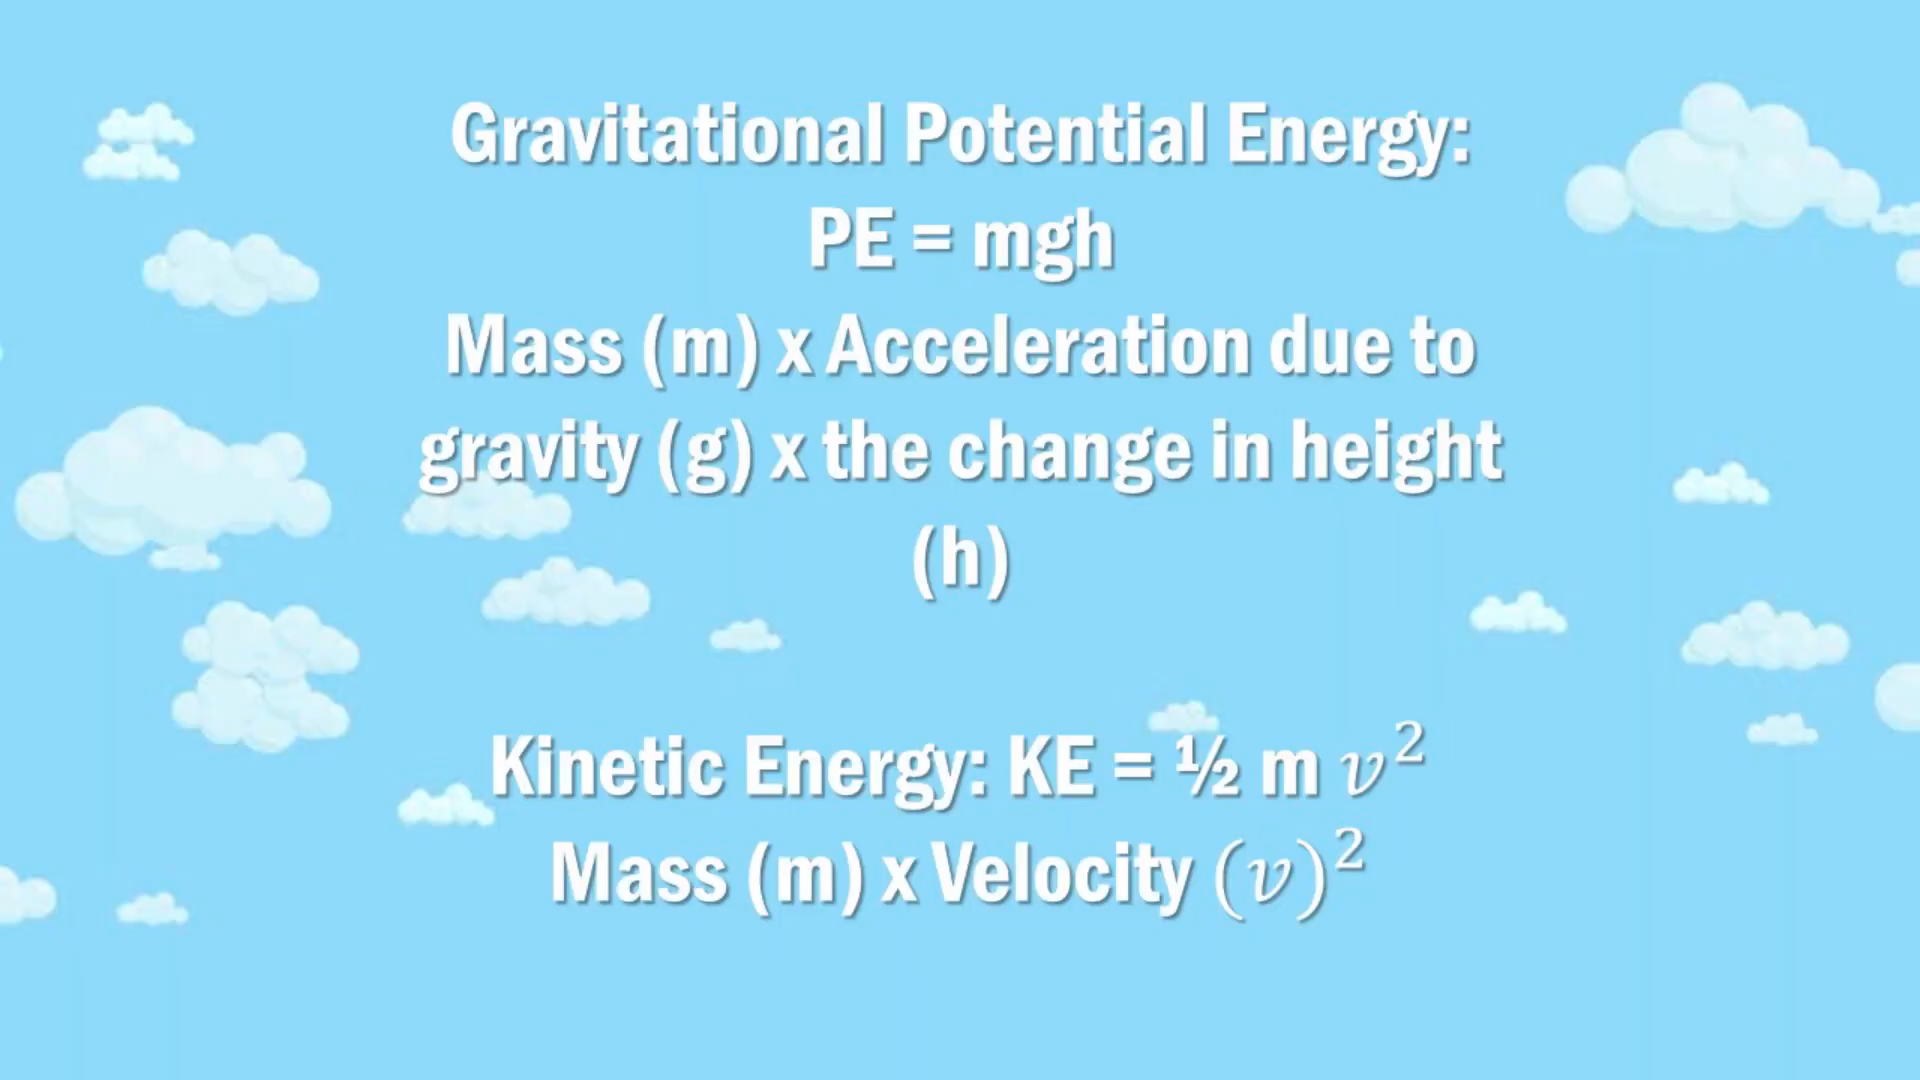 Gravitational Potential Energy:
PE = mgh
Mass (m) x Acceleration due to
gravity (g) x the change in height
(h)
Kinetic Energy: KE = ½ m 𝑣²
Mass (m) x Velocity (𝑣)²